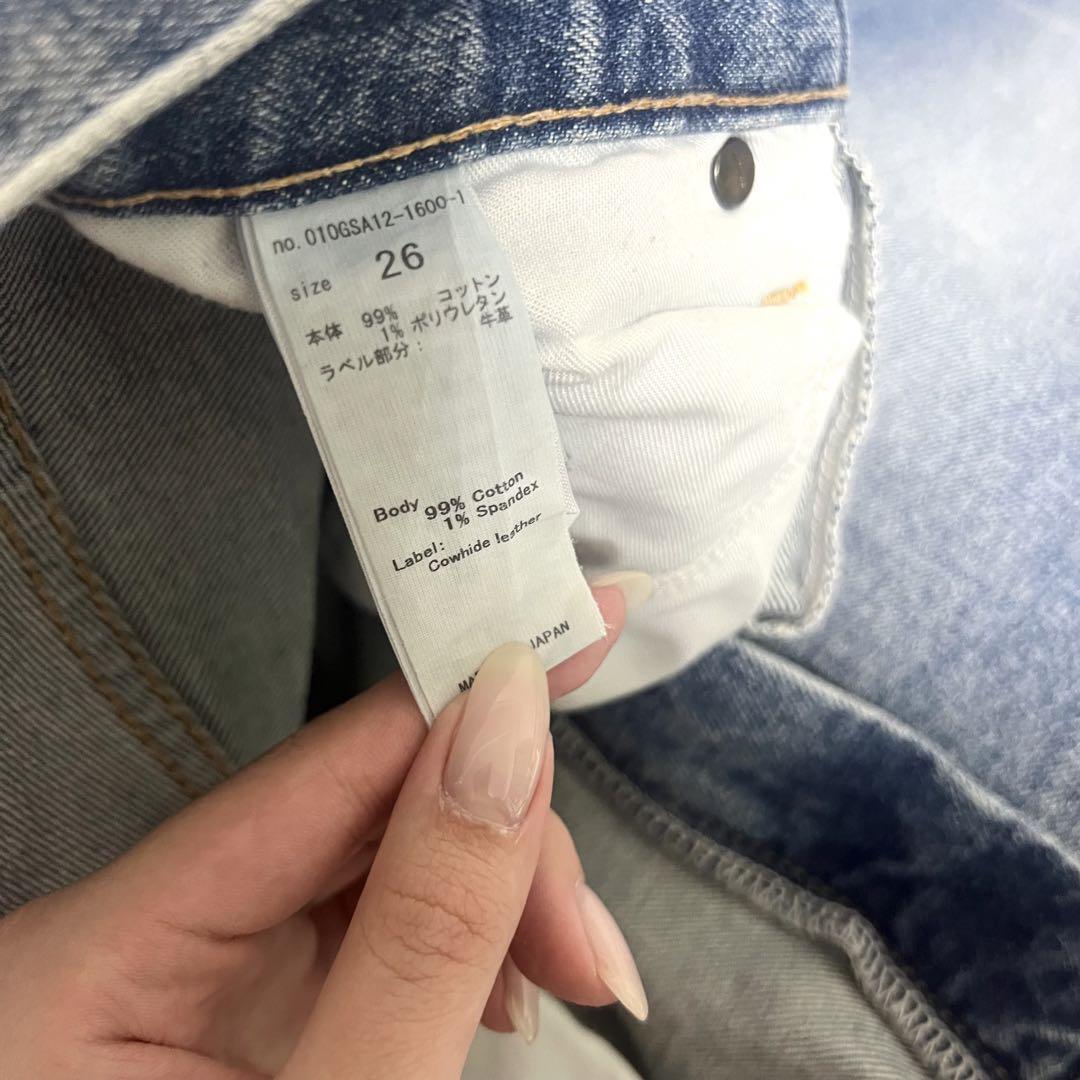 no. 010GSA12-1600-1
size 26
本体 99% コットン
1% ポリウレタン
ラベル部分: 牛革
Body 99% Cotton
1% Spandex
Label:
Cowhide leather
JAPAN